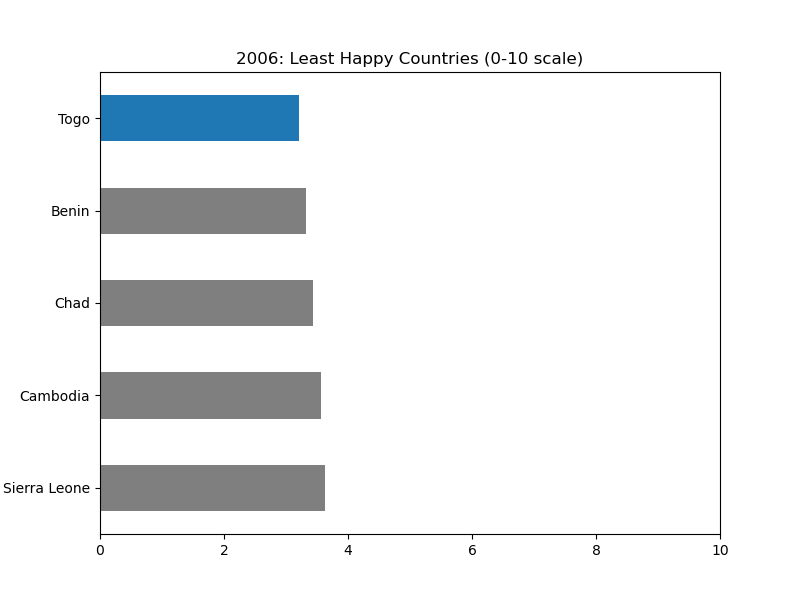 2006: Least Happy Countries (0-10 scale)
Togo
Benin
Chad
Cambodia
Sierra Leone
0 2 4 6 8 10